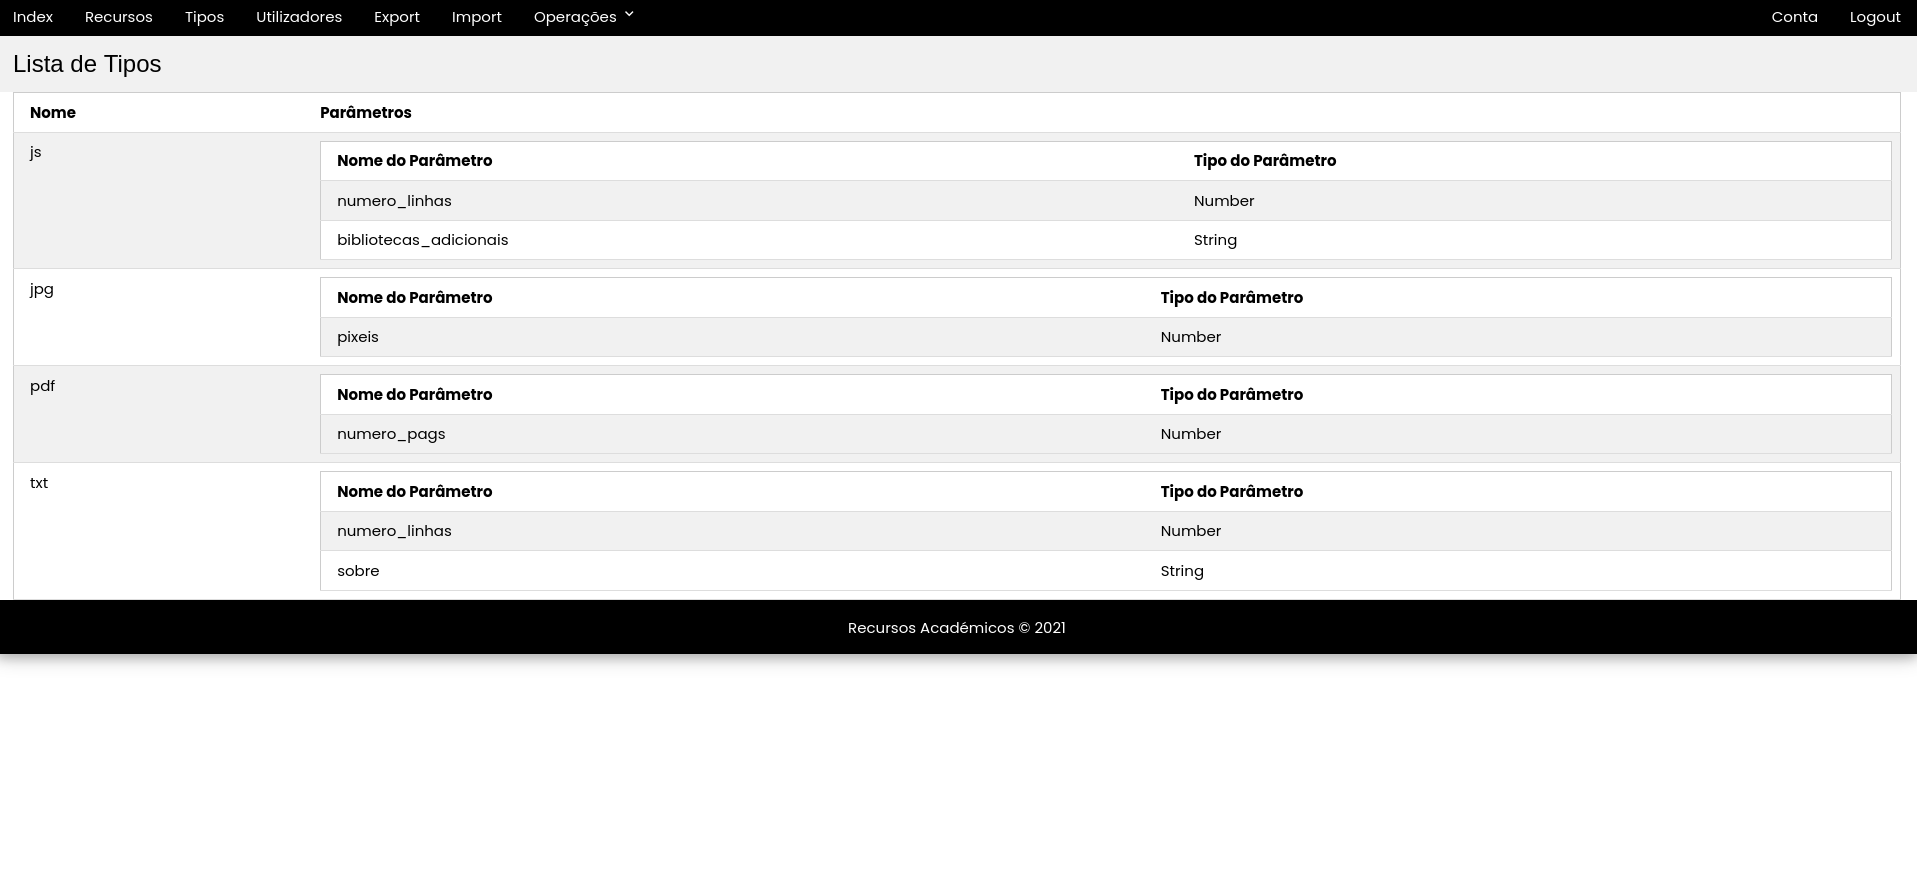 Index Recursos Tipos Utilizadores Export Import Operações Conta Logout
Lista de Tipos
Nome Parâmetros
js
Nome do Parâmetro Tipo do Parâmetro
numero_linhas Number
bibliotecas_adicionais String
jpg
Nome do Parâmetro Tipo do Parâmetro
pixeis Number
pdf
Nome do Parâmetro Tipo do Parâmetro
numero_pags Number
txt
Nome do Parâmetro Tipo do Parâmetro
numero_linhas Number
sobre String
Recursos Académicos © 2021